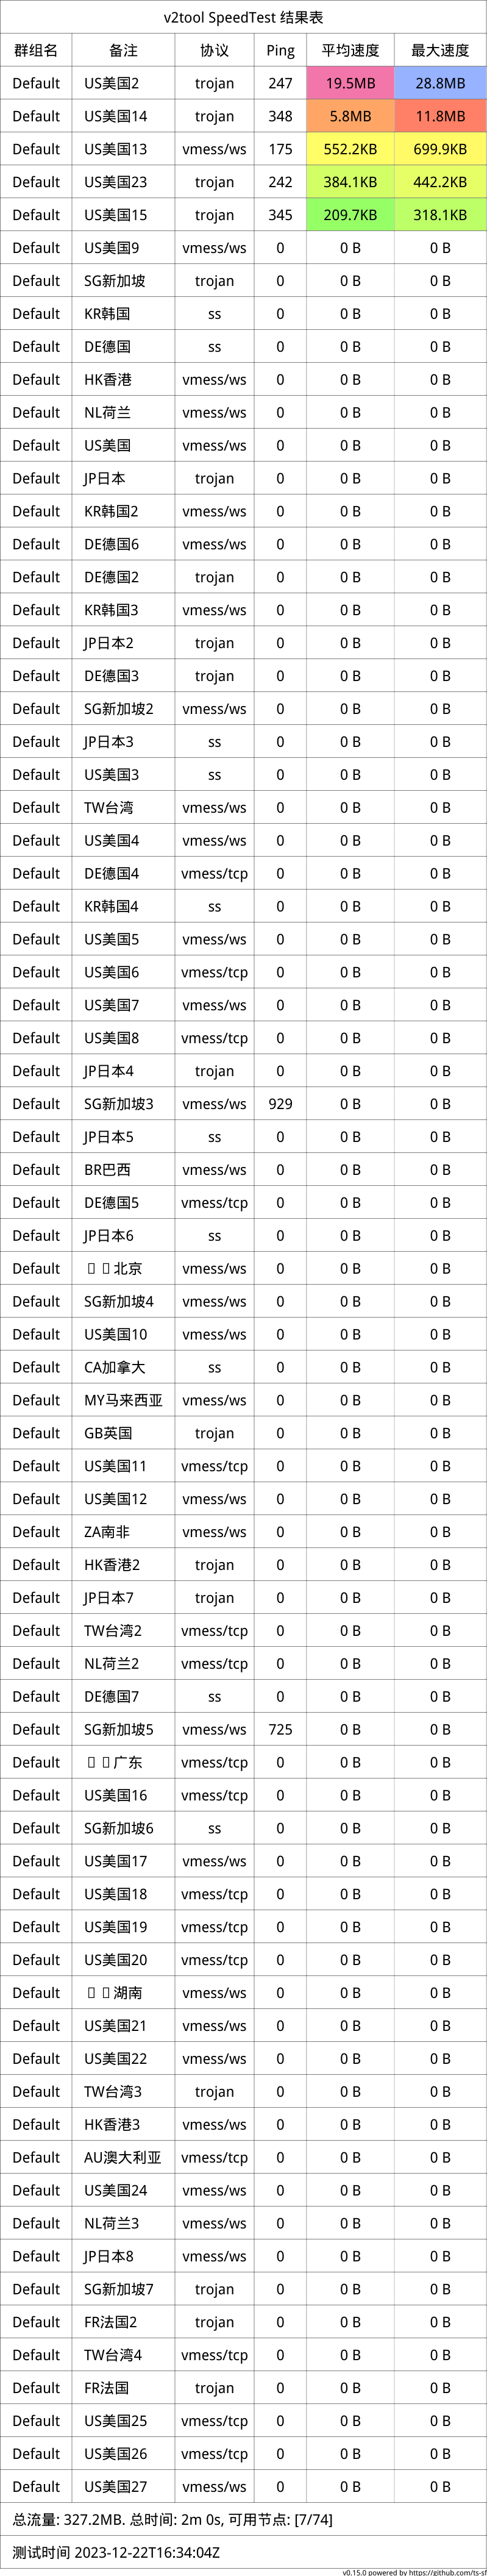 v2tool SpeedTest 结果表
群组名 备注 协议 Ping 平均速度 最大速度
Default US美国2 trojan 247 19.5MB 28.8MB
Default US美国14 trojan 348 5.8MB 11.8MB
Default US美国13 vmess/ws 175 552.2KB 699.9KB
Default US美国23 trojan 242 384.1KB 442.2KB
Default US美国15 trojan 345 209.7KB 318.1KB
Default US美国9 vmess/ws 0 0 B 0 B
Default SG新加坡 trojan 0 0 B 0 B
Default KR韩国 ss 0 0 B 0 B
Default DE德国 ss 0 0 B 0 B
Default HK香港 vmess/ws 0 0 B 0 B
Default NL荷兰 vmess/ws 0 0 B 0 B
Default US美国 vmess/ws 0 0 B 0 B
Default JP日本 trojan 0 0 B 0 B
Default KR韩国2 vmess/ws 0 0 B 0 B
Default DE德国6 vmess/ws 0 0 B 0 B
Default DE德国2 trojan 0 0 B 0 B
Default KR韩国3 vmess/ws 0 0 B 0 B
Default JP日本2 trojan 0 0 B 0 B
Default DE德国3 trojan 0 0 B 0 B
Default SG新加坡2 vmess/ws 0 0 B 0 B
Default JP日本3 ss 0 0 B 0 B
Default US美国3 ss 0 0 B 0 B
Default TW台湾 vmess/ws 0 0 B 0 B
Default US美国4 vmess/ws 0 0 B 0 B
Default DE德国4 vmess/tcp 0 0 B 0 B
Default KR韩国4 ss 0 0 B 0 B
Default US美国5 vmess/ws 0 0 B 0 B
Default US美国6 vmess/tcp 0 0 B 0 B
Default US美国7 vmess/ws 0 0 B 0 B
Default US美国8 vmess/tcp 0 0 B 0 B
Default JP日本4 trojan 0 0 B 0 B
Default SG新加坡3 vmess/ws 929 0 B 0 B
Default JP日本5 ss 0 0 B 0 B
Default BR巴西 vmess/ws 0 0 B 0 B
Default DE德国5 vmess/tcp 0 0 B 0 B
Default JP日本6 ss 0 0 B 0 B
Default 北京 vmess/ws 0 0 B 0 B
Default SG新加坡4 vmess/ws 0 0 B 0 B
Default US美国10 vmess/ws 0 0 B 0 B
Default CA加拿大 ss 0 0 B 0 B
Default MY马来西亚 vmess/ws 0 0 B 0 B
Default GB英国 trojan 0 0 B 0 B
Default US美国11 vmess/tcp 0 0 B 0 B
Default US美国12 vmess/ws 0 0 B 0 B
Default ZA南非 vmess/ws 0 0 B 0 B
Default HK香港2 trojan 0 0 B 0 B
Default JP日本7 trojan 0 0 B 0 B
Default TW台湾2 vmess/tcp 0 0 B 0 B
Default NL荷兰2 vmess/tcp 0 0 B 0 B
Default DE德国7 ss 0 0 B 0 B
Default SG新加坡5 vmess/ws 725 0 B 0 B
Default 广东 vmess/tcp 0 0 B 0 B
Default US美国16 vmess/tcp 0 0 B 0 B
Default SG新加坡6 ss 0 0 B 0 B
Default US美国17 vmess/ws 0 0 B 0 B
Default US美国18 vmess/tcp 0 0 B 0 B
Default US美国19 vmess/tcp 0 0 B 0 B
Default US美国20 vmess/tcp 0 0 B 0 B
Default 湖南 vmess/ws 0 0 B 0 B
Default US美国21 vmess/ws 0 0 B 0 B
Default US美国22 vmess/ws 0 0 B 0 B
Default TW台湾3 trojan 0 0 B 0 B
Default HK香港3 vmess/ws 0 0 B 0 B
Default AU澳大利亚 vmess/tcp 0 0 B 0 B
Default US美国24 vmess/ws 0 0 B 0 B
Default NL荷兰3 vmess/ws 0 0 B 0 B
Default JP日本8 vmess/ws 0 0 B 0 B
Default SG新加坡7 trojan 0 0 B 0 B
Default FR法国2 trojan 0 0 B 0 B
Default TW台湾4 vmess/tcp 0 0 B 0 B
Default FR法国 trojan 0 0 B 0 B
Default US美国25 vmess/tcp 0 0 B 0 B
Default US美国26 vmess/tcp 0 0 B 0 B
Default US美国27 vmess/ws 0 0 B 0 B
总流量: 327.2MB. 总时间: 2m 0s, 可用节点: [7/74]
测试时间 2023-12-22T16:34:04Z
v0.15.0 powered by https://github.com/ts-sf